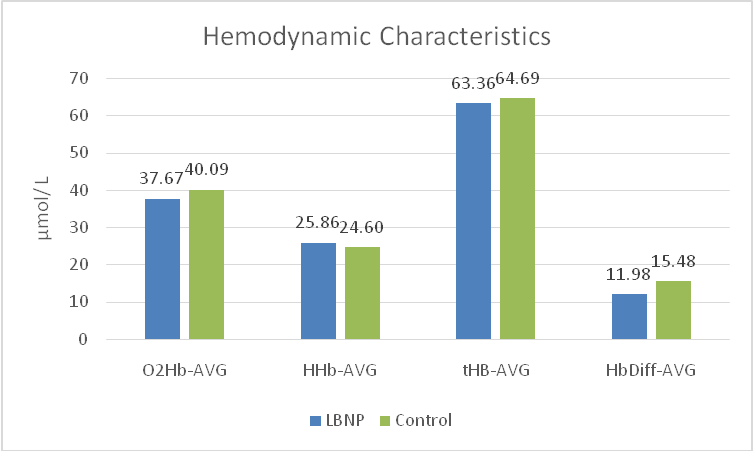 Hemodynamic Characteristics
70
60
50
40
30
20
10
0
µmol/ L
37.67
40.09
25.86
24.60
63.36
64.69
11.98
15.48
O2Hb-AVG
HHb-AVG
tHB-AVG
HbDiff-AVG
LBNP
Control